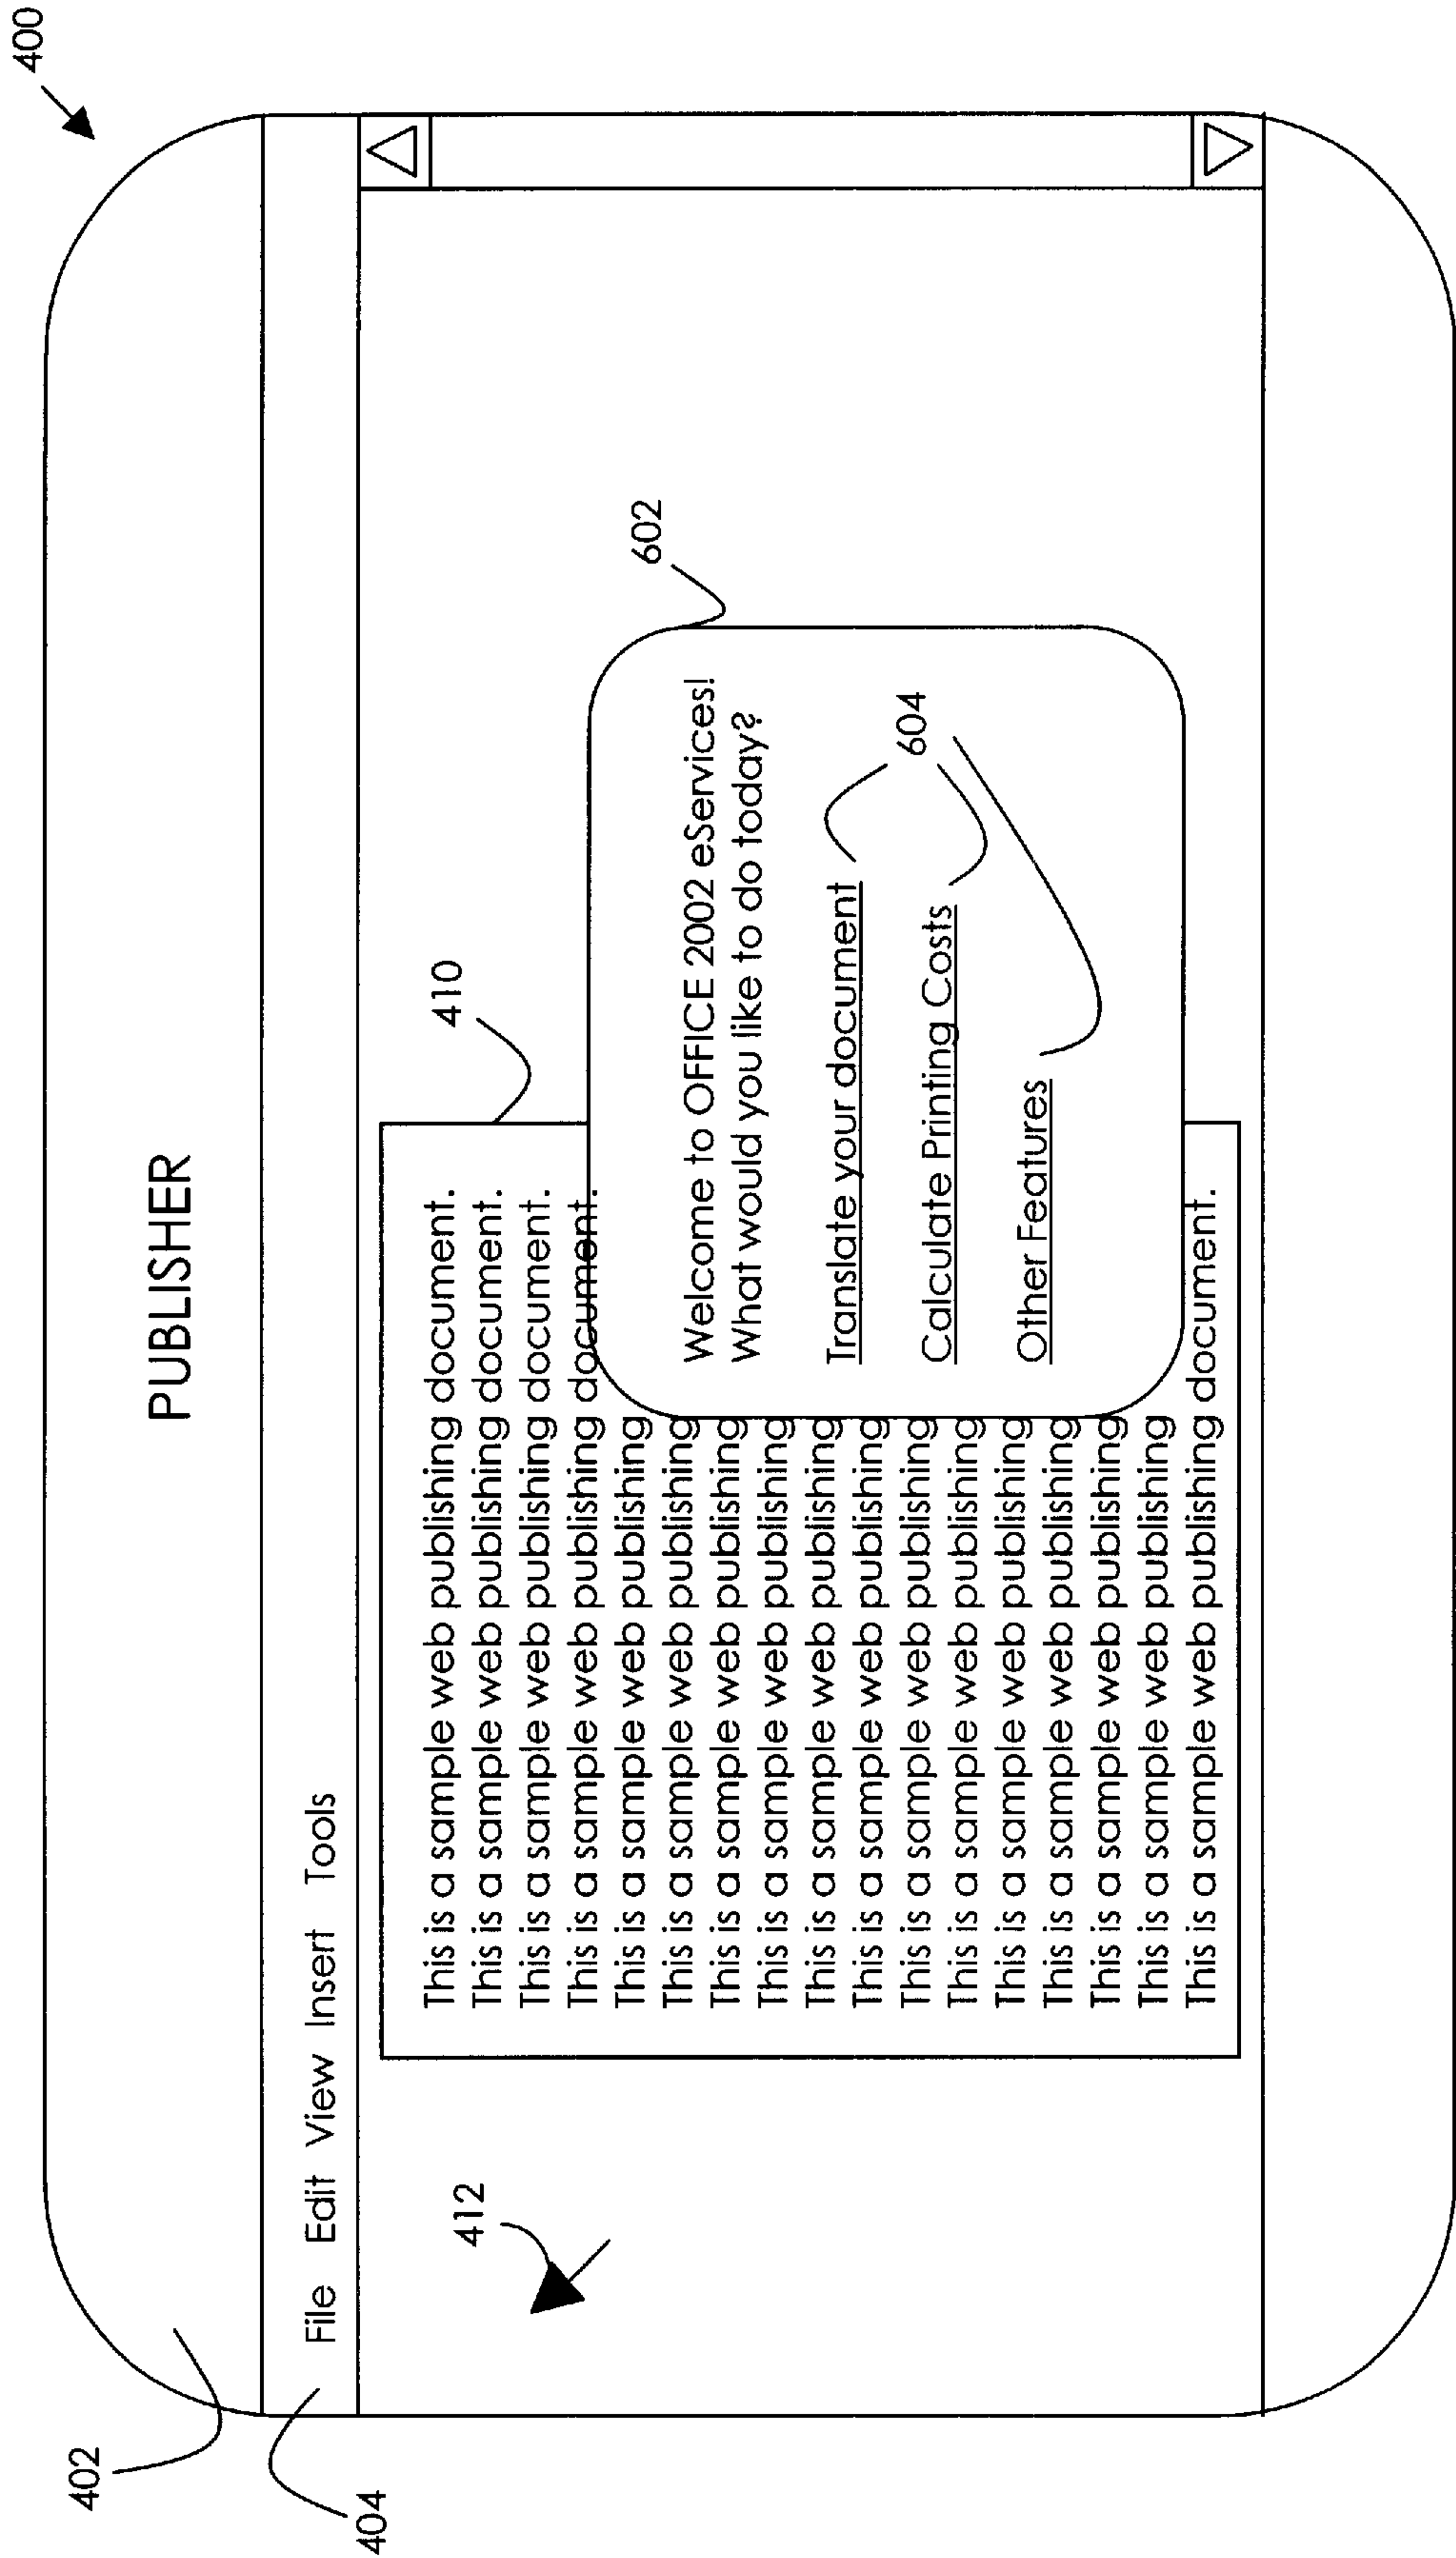 400
PUBLISHER
402
File Edit View Insert Tools
404
410
412
602
This is a sample web publishing document.
This is a sample web publishing document.
This is a sample web publishing document.
This is a sample web publishing document.
This is a sample web publishing
This is a sample web publishing
This is a sample web publishing
This is a sample web publishing
This is a sample web publishing
This is a sample web publishing
This is a sample web publishing
This is a sample web publishing
This is a sample web publishing
This is a sample web publishing
This is a sample web publishing
This is a sample web publishing
This is a sample web publishing document.
Welcome to OFFICE 2002 eServices!
What would you like to do today?
Translate your document
604
Calculate Printing Costs
Other Features